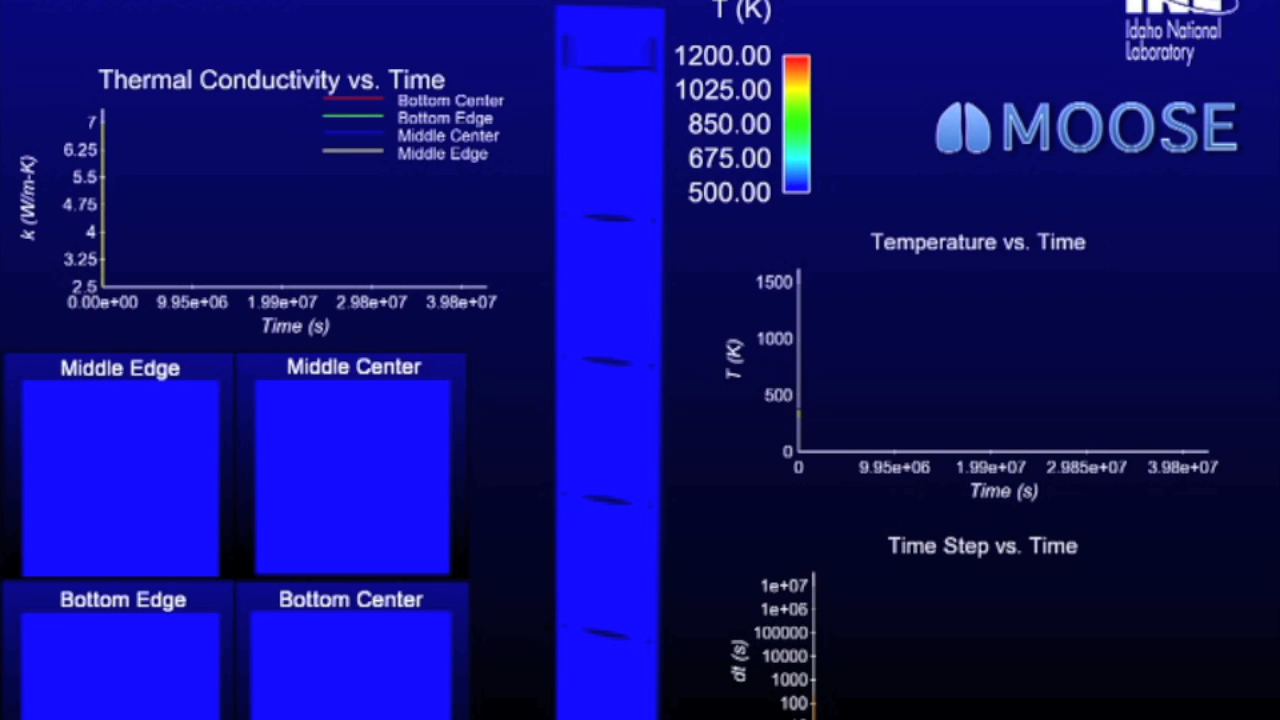 T (K)
1200.00
1025.00
850.00
675.00
500.00
Idaho National
Laboratory
MOOSE
Thermal Conductivity vs. Time
Bottom Center
Bottom Edge
Middle Center
Middle Edge
7
6.25
5.5
4.75
4
3.25
2.5
k (W/m-K)
0.00e+00 9.95e+06 1.99e+07 2.98e+07 3.98e+07
Time (s)
Temperature vs. Time
1500
1000
500
0
T (K)
0 9.95e+06 1.99e+07 2.985e+07 3.98e+07
Time (s)
Middle Edge
Middle Center
Bottom Edge
Bottom Center
Time Step vs. Time
1e+07
1e+06
100000
10000
1000
100
dt (s)